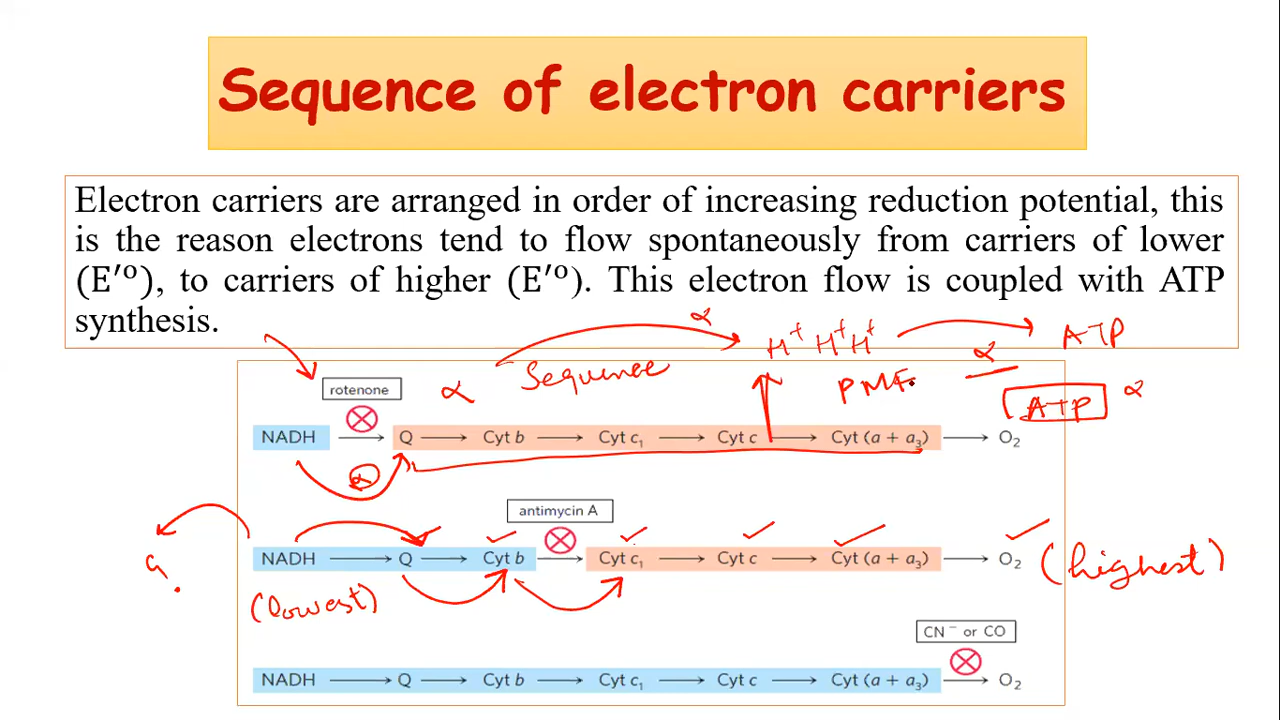 Sequence of electron carriers
Electron carriers are arranged in order of increasing reduction potential, this
is the reason electrons tend to flow spontaneously from carriers of lower
(E′º), to carriers of higher (E′º). This electron flow is coupled with ATP
synthesis.
H⁺ H⁺ H⁺ ATP
Sequence
PMF
ATP
rotenone
NADH → Q → Cyt b → Cyt c₁ → Cyt c → Cyt (a + a₃) → O₂
antimycin A
NADH → Q → Cyt b → Cyt c₁ → Cyt c → Cyt (a + a₃) → O₂ (highest)
(lowest)
CN⁻ or CO
NADH → Q → Cyt b → Cyt c₁ → Cyt c → Cyt (a + a₃) → O₂